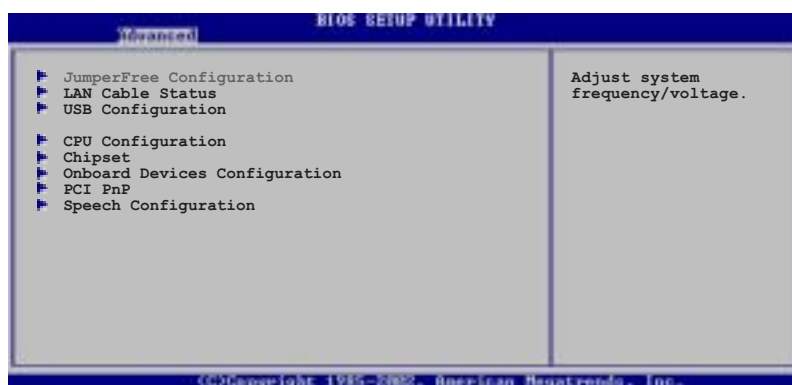 BIOS SETUP UTILITY
Advanced
JumperFree Configuration
LAN Cable Status
USB Configuration
CPU Configuration
Chipset
Onboard Devices Configuration
PCI PnP
Speech Configuration
Adjust system
frequency/voltage.
(C)Copyright 1985-2002, American Megatrends, Inc.